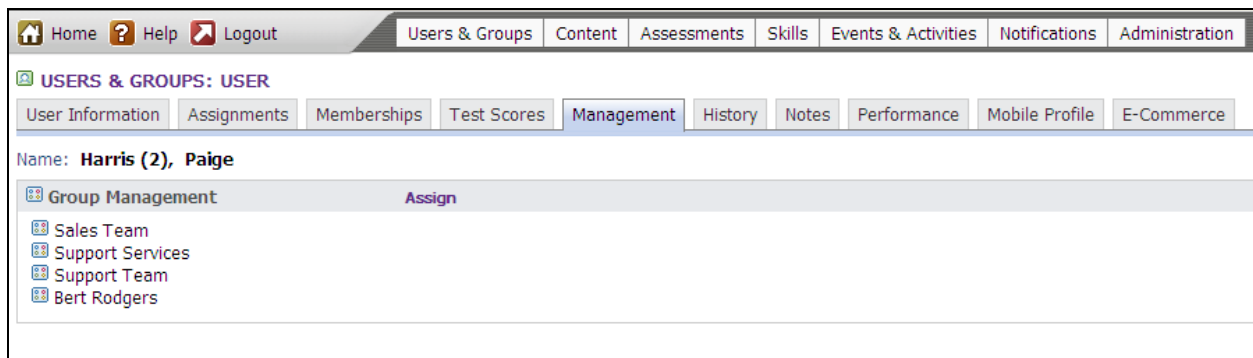 Home Help Logout Users & Groups Content Assessments Skills Events & Activities Notifications Administration
USERS & GROUPS: USER
User Information Assignments Memberships Test Scores Management History Notes Performance Mobile Profile E-Commerce
Name: Harris (2), Paige
Group Management Assign
Sales Team
Support Services
Support Team
Bert Rodgers